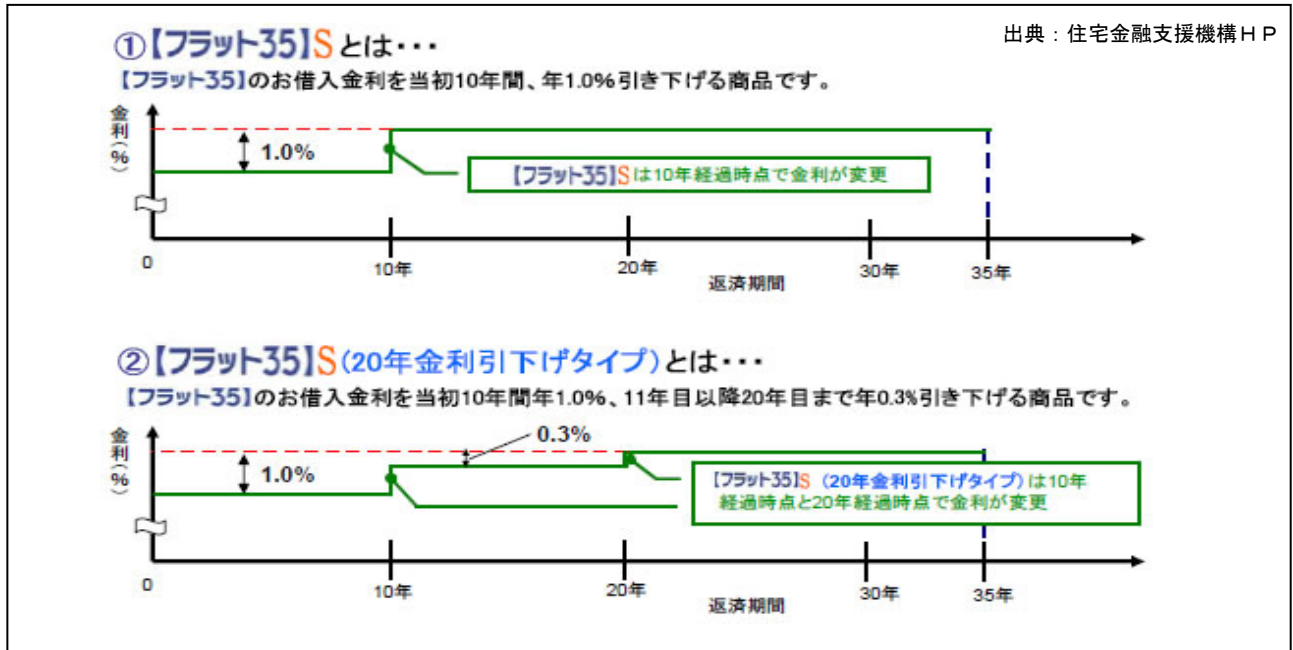 出典：住宅金融支援機構ＨＰ
①【フラット35】Sとは・・・
【フラット35】のお借入金利を当初10年間、年1.0%引き下げる商品です。
金利（%）
1.0%
【フラット35】Sは10年経過時点で金利が変更
0
10年
20年
30年
35年
返済期間
②【フラット35】S（20年金利引下げタイプ）とは・・・
【フラット35】のお借入金利を当初10年間年1.0%、11年目以降20年目まで年0.3%引き下げる商品です。
金利（%）
0.3%
1.0%
【フラット35】S（20年金利引下げタイプ）は10年
経過時点と20年経過時点で金利が変更
0
10年
20年
30年
35年
返済期間